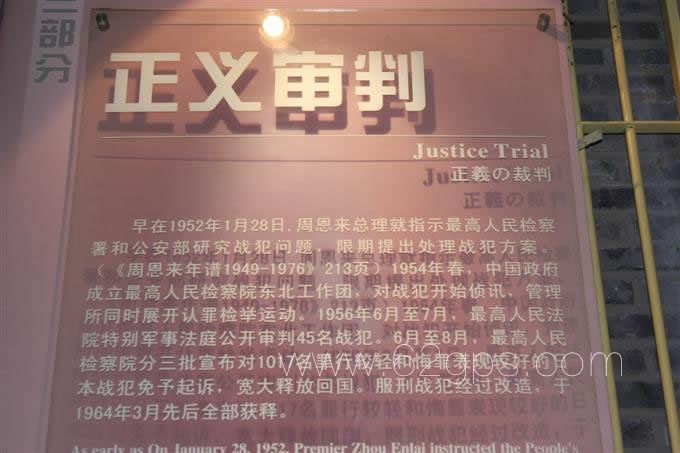 二部分
正义审判
Justice Trial
正義の裁判
早在1952年1月28日,周恩来总理就指示最高人民检察
署和公安部研究战犯问题，限期提出处理战犯方案。
(《周恩来年谱1949-1976》213页)1954年春，中国政府
成立最高人民检察院东北工作团，对战犯开始侦讯，管理
所同时展开认罪检举运动。1956年6月至7月，最高人民法
院特别军事法庭公开审判45名战犯。6月至8月，最高人民
检察院分三批宣布对1017名罪行较轻和悔罪表现较好的日
本战犯免予起诉，宽大释放回国。服刑战犯经过改造，于
1964年3月先后全部获释。
As early as On January 28, 1952, Premier Zhou Enlai instructed the People's